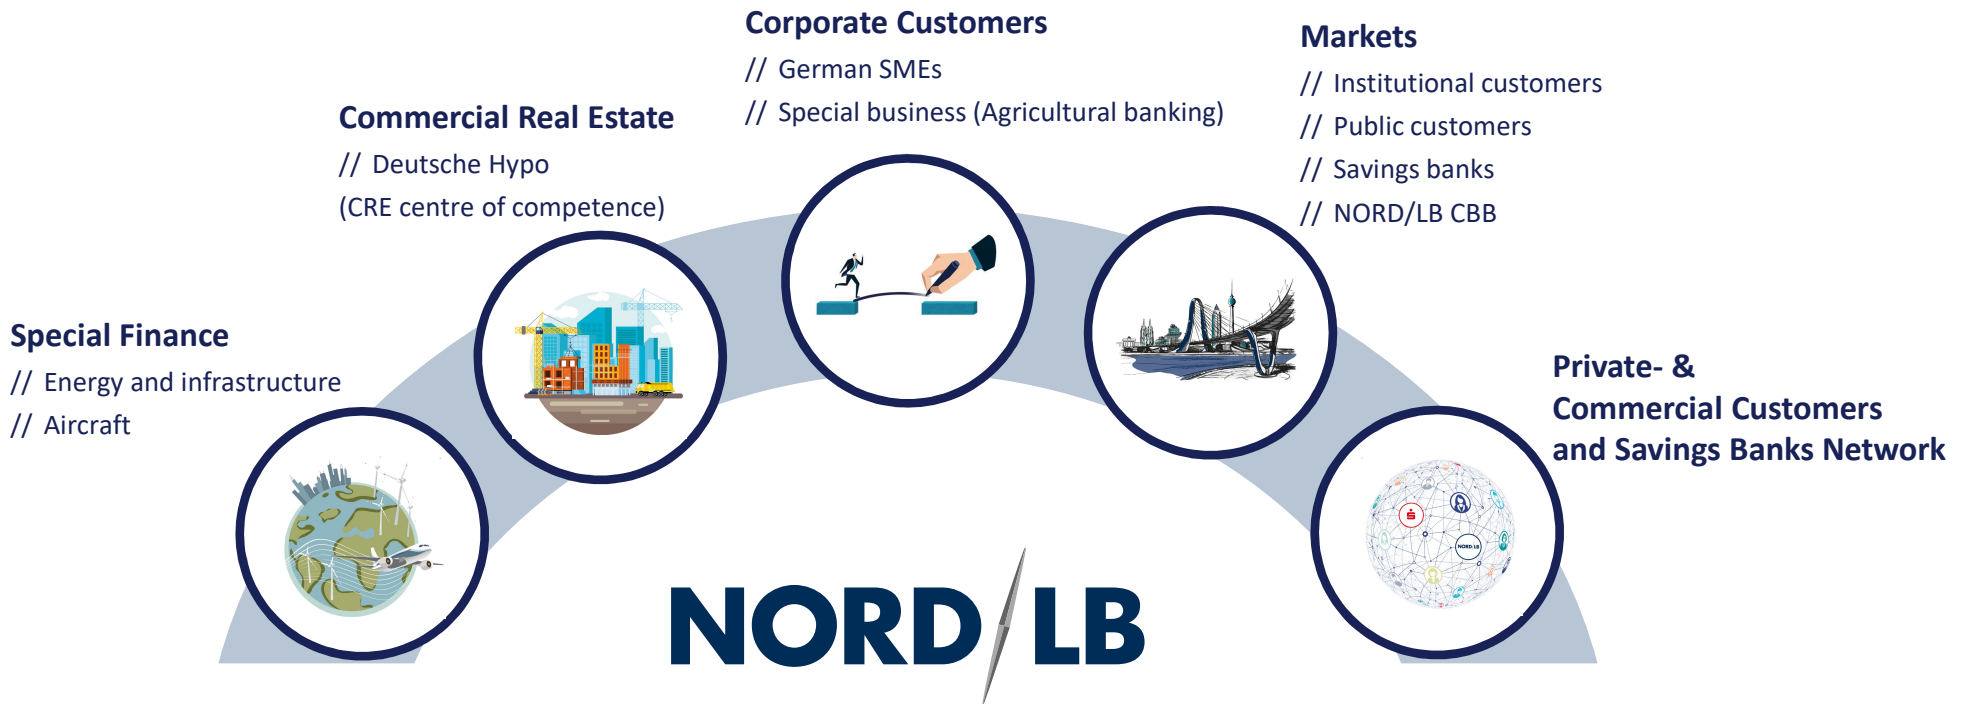 Corporate Customers
// German SMEs
// Special business (Agricultural banking)
Markets
// Institutional customers
// Public customers
// Savings banks
// NORD/LB CBB
Commercial Real Estate
// Deutsche Hypo
(CRE centre of competence)
Special Finance
// Energy and infrastructure
// Aircraft
Private- &
Commercial Customers
and Savings Banks Network
NORD/LB
NORD/LB